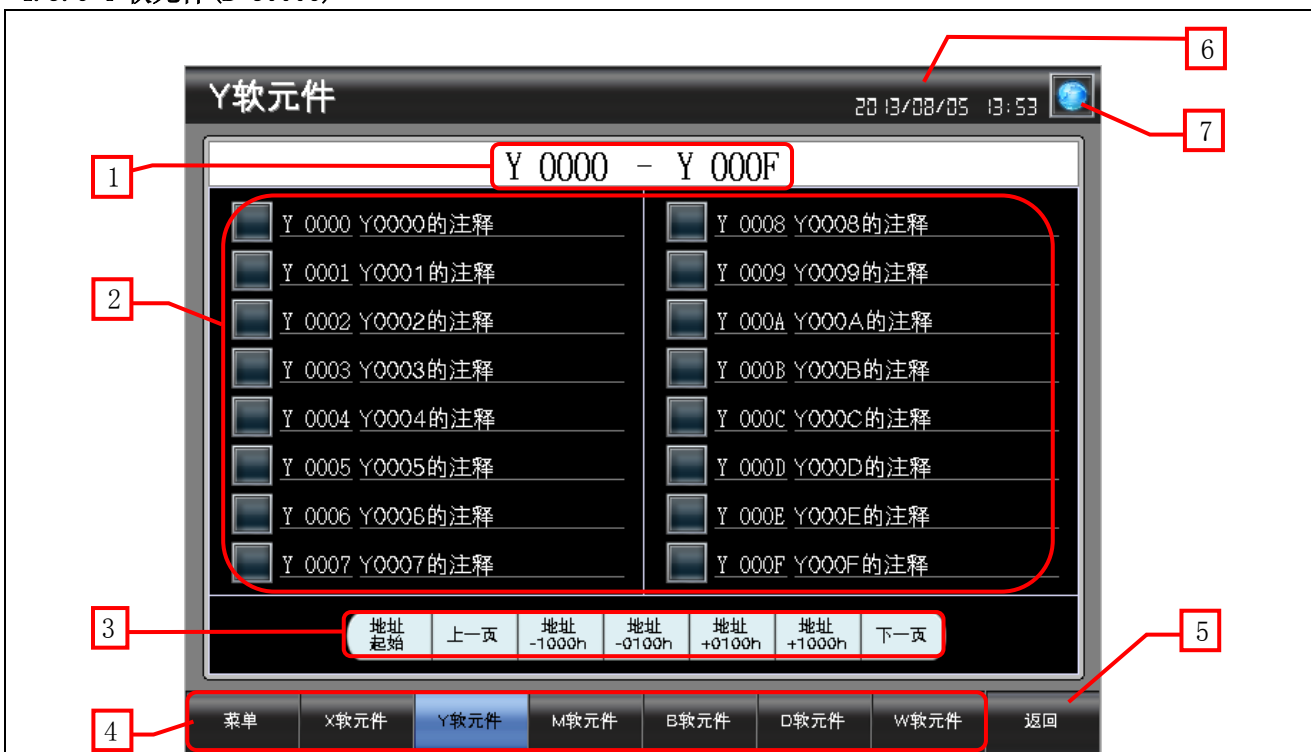 6
Y软元件
2013/08/05 13:53
7
1
Y 0000 - Y 000F
Y 0000 Y0000的注释
Y 0008 Y0008的注释
Y 0001 Y0001的注释
Y 0009 Y0009的注释
2
Y 0002 Y0002的注释
Y 000A Y000A的注释
Y 0003 Y0003的注释
Y 000B Y000B的注释
Y 0004 Y0004的注释
Y 000C Y000C的注释
Y 0005 Y0005的注释
Y 000D Y000D的注释
Y 0006 Y0006的注释
Y 000E Y000E的注释
Y 0007 Y0007的注释
Y 000F Y000F的注释
3
地址
起始
上一页
地址
-1000h
地址
-0100h
地址
+0100h
地址
+1000h
下一页
5
4
菜单
X软元件
Y软元件
M软元件
B软元件
D软元件
W软元件
返回